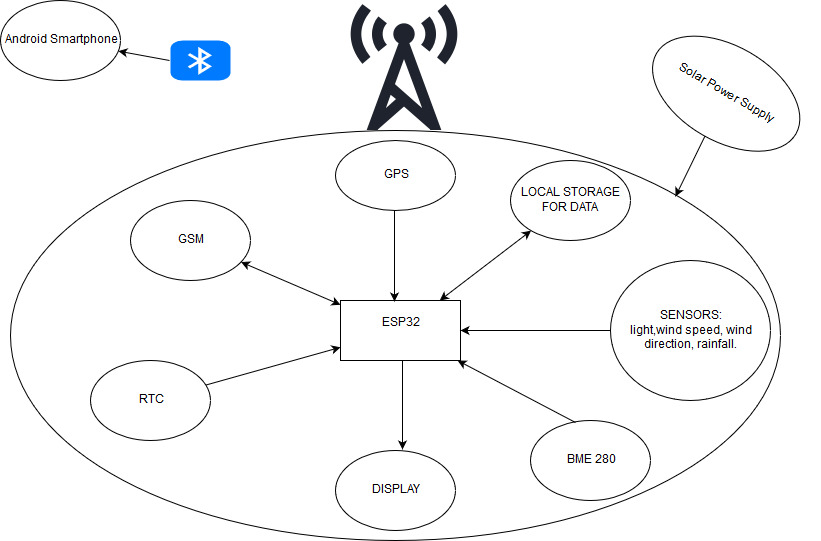 Android Smartphone
Solar Power Supply
GPS
LOCAL STORAGE
FOR DATA
GSM
ESP32
SENSORS:
light,wind speed, wind
direction, rainfall.
RTC
BME 280
DISPLAY